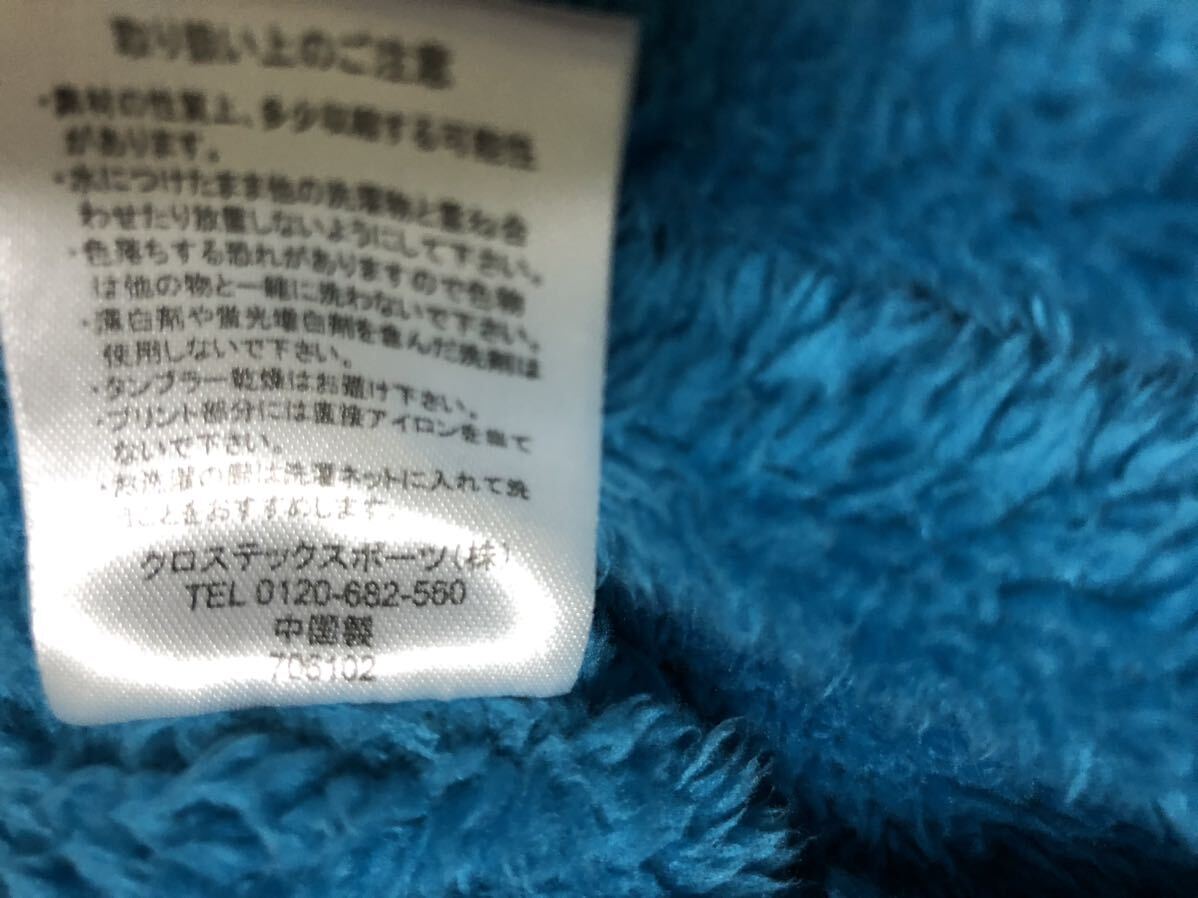 取り扱い上のご注意
・素材の性質上、多少収縮する可能性
があります。
・水につけたまま他の洗濯物と重ね合
わせたり放置しないようにして下さい。
・色落ちする恐れがありますので色物
は他の物と一緒に洗わないで下さい。
・漂白剤や蛍光増白剤を含んだ洗剤は
使用しないで下さい。
・タンブラー乾燥はお避け下さい。
・プリント部分には直接アイロンを当て
ないで下さい。
・お洗濯の際は洗濯ネットに入れて洗
うことをおすすめします。
クロステックスポーツ(株)
TEL 0120-682-560
中国製
706102